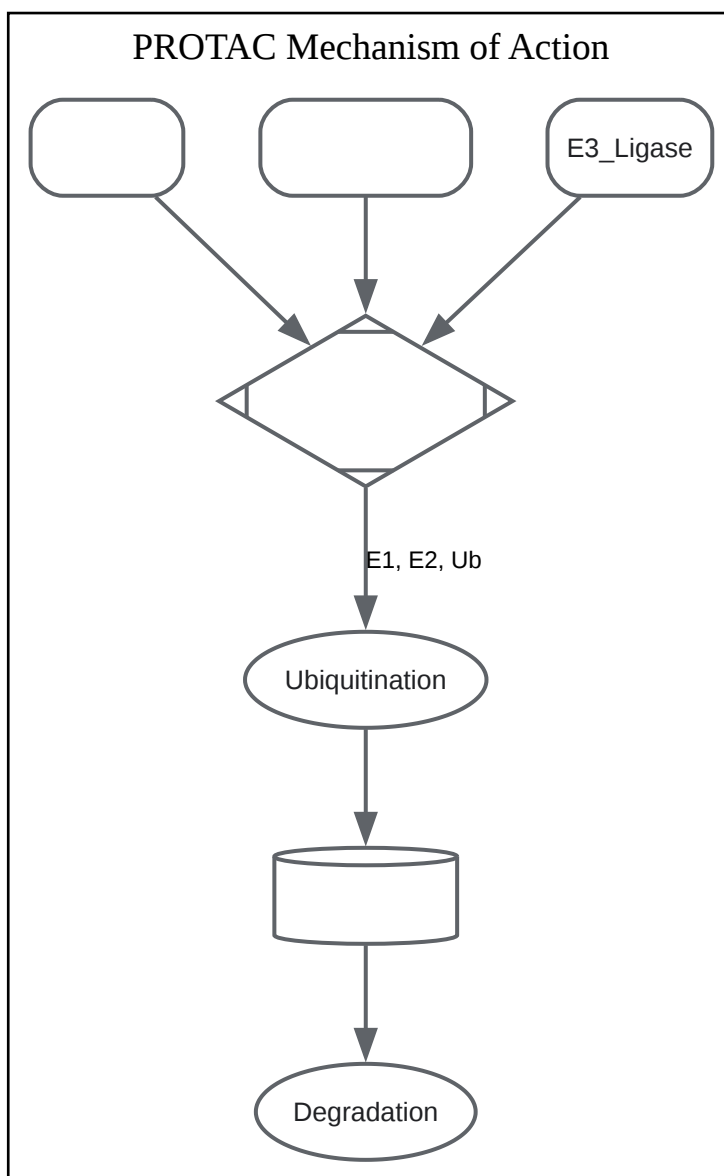 PROTAC Mechanism of Action
E3_Ligase
E1, E2, Ub
Ubiquitination
Degradation